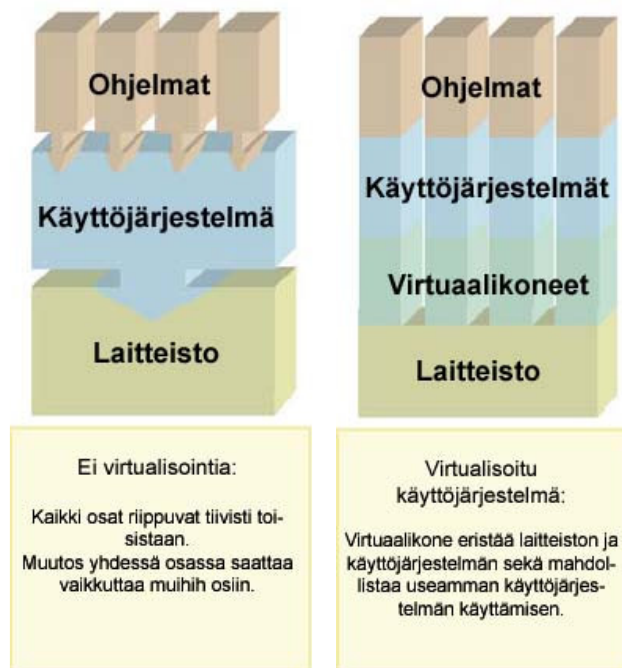 Ohjelmat
Käyttöjärjestelmä
Laitteisto
Ei virtualisointia:
Kaikki osat riippuvat tiivisti toi-
sistaan.
Muutos yhdessä osassa saattaa
vaikuttaa muihih osiin.
Ohjelmat
Käyttöjärjestelmät
Virtuaalikoneet
Laitteisto
Virtualisoitu
käyttöjärjestelmä:
Virtuaalikone eristää laitteiston ja
käyttöjärjestelmän sekä mahdol-
listaa useamman käyttöjärjes-
telmän käyttämisen.